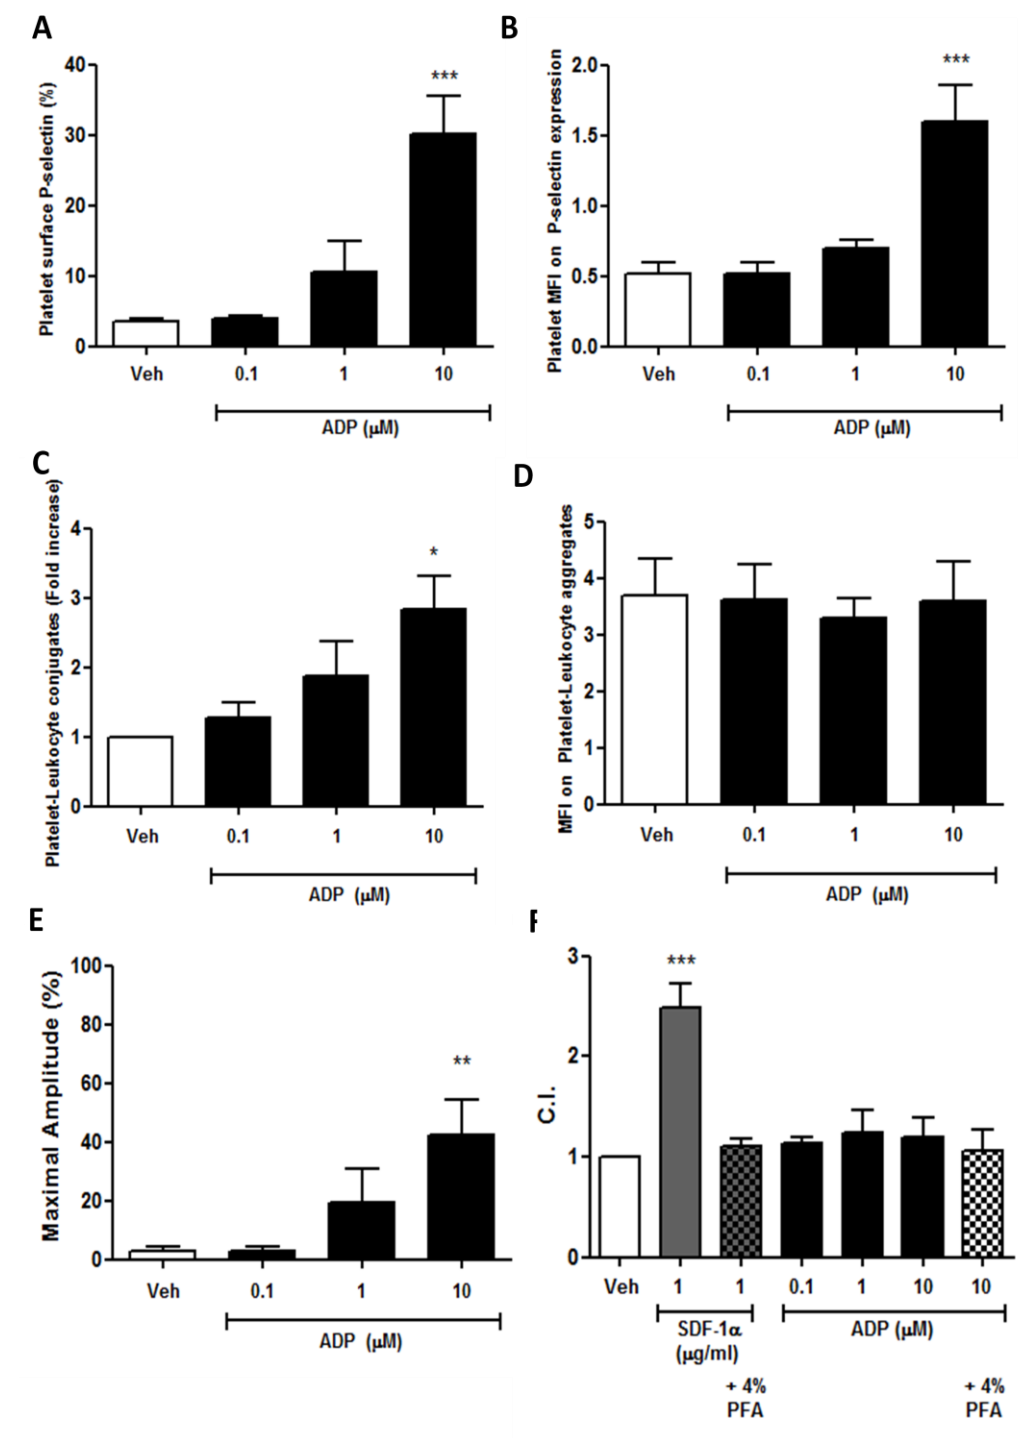 A
Platelet surface P-selectin (%)
40
30
20
10
0
***
Veh 0.1 1 10
ADP (μM)
B
Platelet MFI on P-selectin expression
2.0
1.5
1.0
0.5
0.0
***
Veh 0.1 1 10
ADP (μM)
C
Platelet-Leukocyte conjugates (Fold increase)
4
3
2
1
0
*
Veh 0.1 1 10
ADP (μM)
D
MFI on Platelet-Leukocyte aggregates
5
4
3
2
1
0
Veh 0.1 1 10
ADP (μM)
E
Maximal Amplitude (%)
100
80
60
40
20
0
**
Veh 0.1 1 10
ADP (μM)
F
C.I.
3
2
1
0
***
Veh 1 1 0.1 1 10 10
SDF-1α
(μg/ml)
ADP (μM)
+ 4%
PFA
+ 4%
PFA